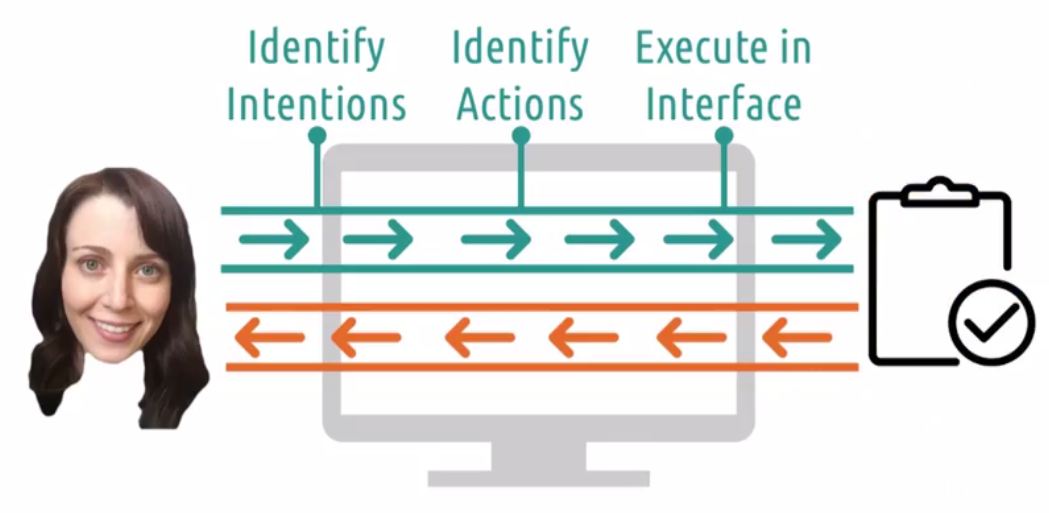 Identify
Intentions
Identify
Actions
Execute in
Interface